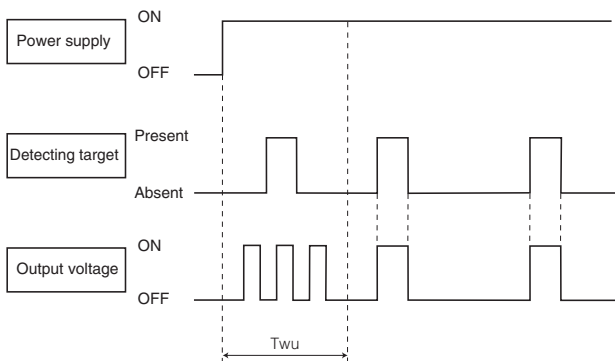 ON
Power supply
OFF
Present
Detecting target
Absent
ON
Output voltage
OFF
Twu